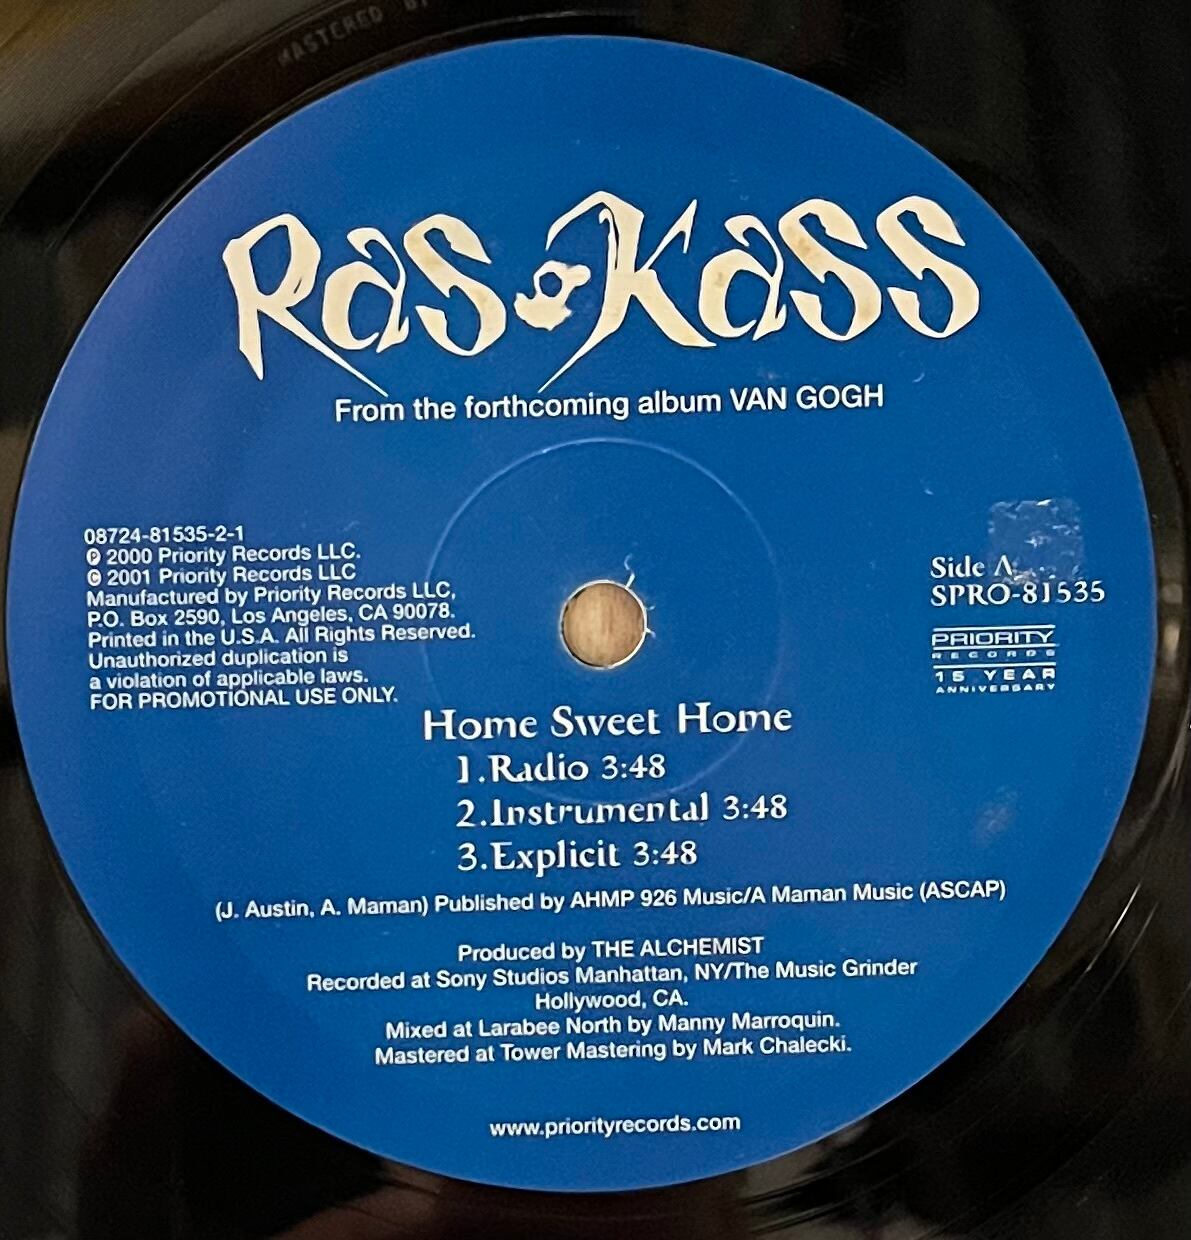 MASTERED BY
Ras Kass
From the forthcoming album VAN GOGH
08724-81535-2-1
℗ 2000 Priority Records LLC.
© 2001 Priority Records LLC
Manufactured by Priority Records LLC,
P.O. Box 2590, Los Angeles, CA 90078.
Printed in the U.S.A. All Rights Reserved.
Unauthorized duplication is
a violation of applicable laws.
FOR PROMOTIONAL USE ONLY.
Side A
SPRO-81535
PRIORITY
RECORDS
15 YEAR
ANNIVERSARY
Home Sweet Home
1.Radio 3:48
2.Instrumental 3:48
3.Explicit 3:48
(J. Austin, A. Maman) Published by AHMP 926 Music/A Maman Music (ASCAP)
Produced by THE ALCHEMIST
Recorded at Sony Studios Manhattan, NY/The Music Grinder
Hollywood, CA.
Mixed at Larabee North by Manny Marroquin.
Mastered at Tower Mastering by Mark Chalecki.
www.priorityrecords.com